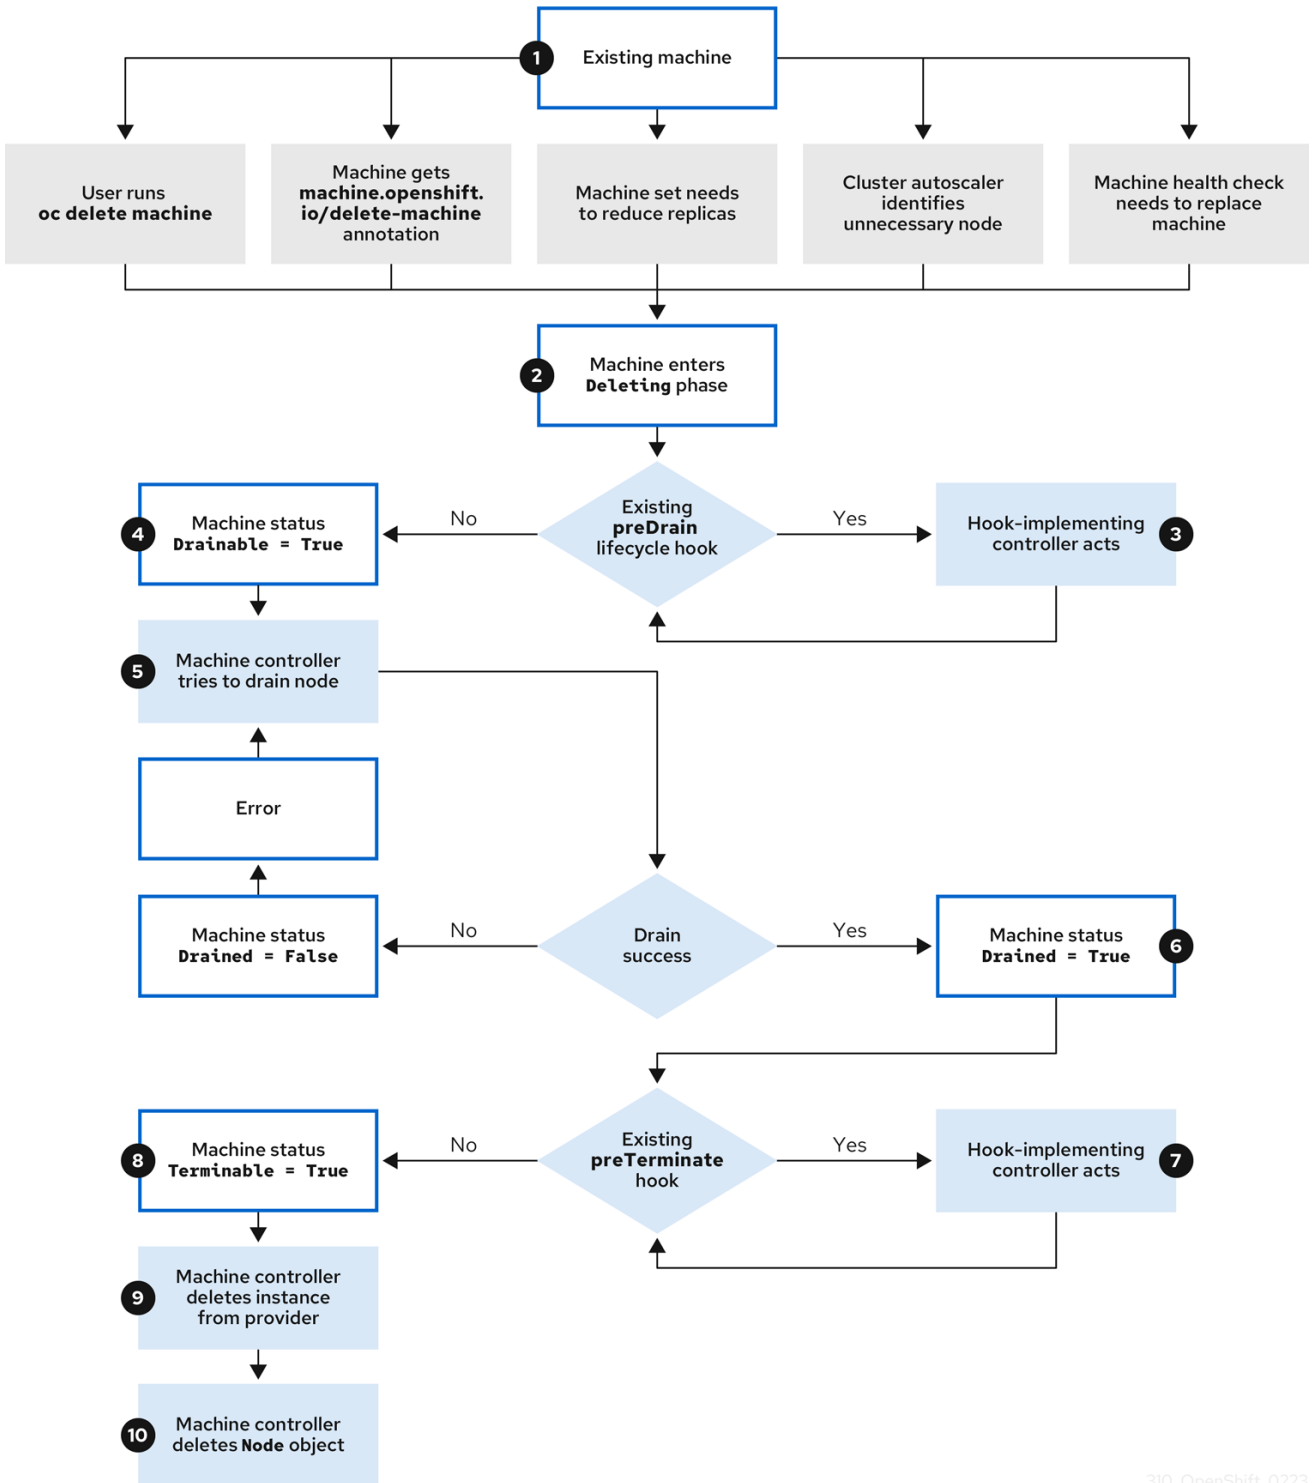 1
Existing machine
User runs
oc delete machine
Machine gets
machine.openshift.
io/delete-machine
annotation
Machine set needs
to reduce replicas
Cluster autoscaler
identifies
unnecessary node
Machine health check
needs to replace
machine
2
Machine enters
Deleting phase
4
Machine status
Drainable = True
No
Existing
preDrain
lifecycle hook
Yes
Hook-implementing
controller acts
3
5
Machine controller
tries to drain node
Error
Machine status
Drained = False
No
Drain
success
Yes
Machine status
Drained = True
6
8
Machine status
Terminable = True
No
Existing
preTerminate
hook
Yes
Hook-implementing
controller acts
7
9
Machine controller
deletes instance
from provider
10
Machine controller
deletes Node object